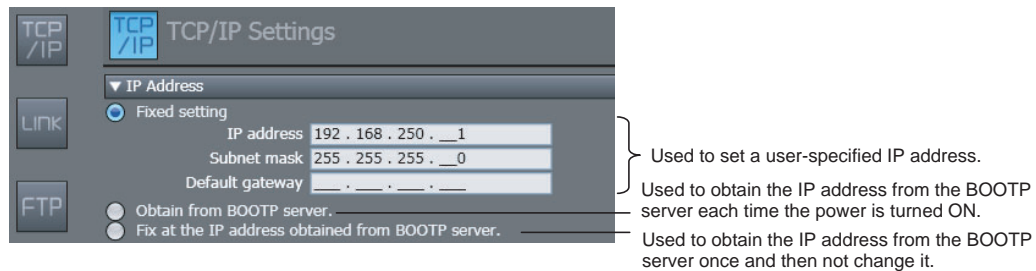 TCP
/IP
TCP
/IP
TCP/IP Settings
▼ IP Address
LINK
Fixed setting
IP address 192 . 168 . 250 . __1
Subnet mask 255 . 255 . 255 . __0
Default gateway ___ . ___ . ___ . ___
Used to set a user-specified IP address.
FTP
Obtain from BOOTP server.
Used to obtain the IP address from the BOOTP
server each time the power is turned ON.
Fix at the IP address obtained from BOOTP server.
Used to obtain the IP address from the BOOTP
server once and then not change it.